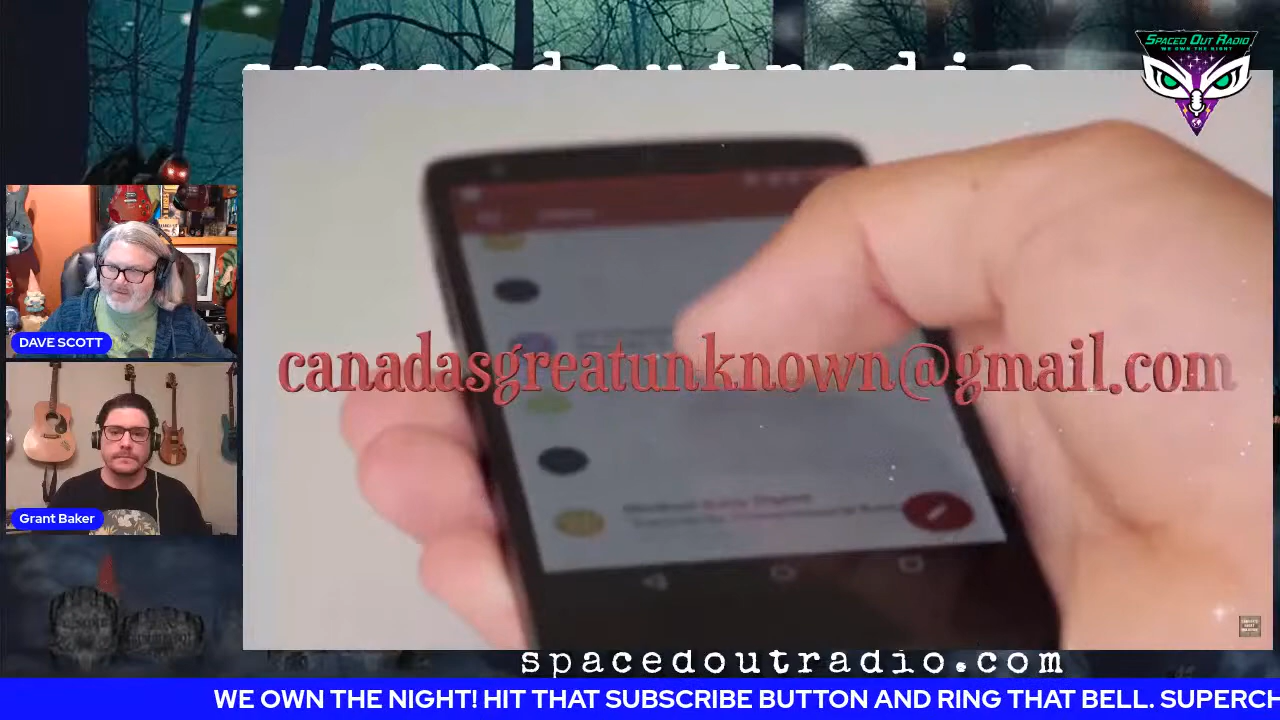 spacedoutradio
SPACED OUT RADIO
WE OWN THE NIGHT
DAVE SCOTT
canadasgreatunknown@gmail.com
Grant Baker
spacedoutradio.com
WE OWN THE NIGHT! HIT THAT SUBSCRIBE BUTTON AND RING THAT BELL. SUPERCH